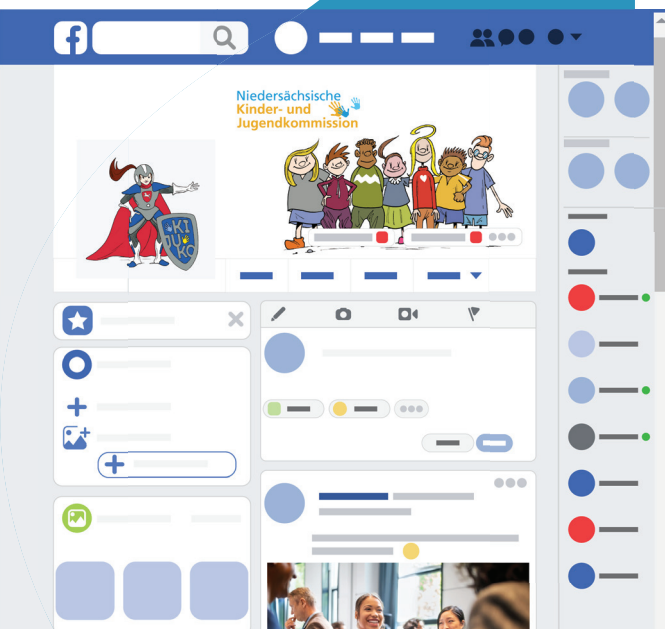 f
Niedersächsische
Kinder- und
Jugendkommission
KI
JU
KO